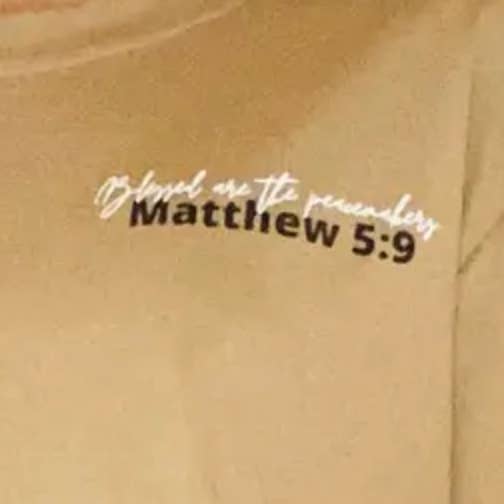 Blessed are the peacemakers
Matthew 5:9